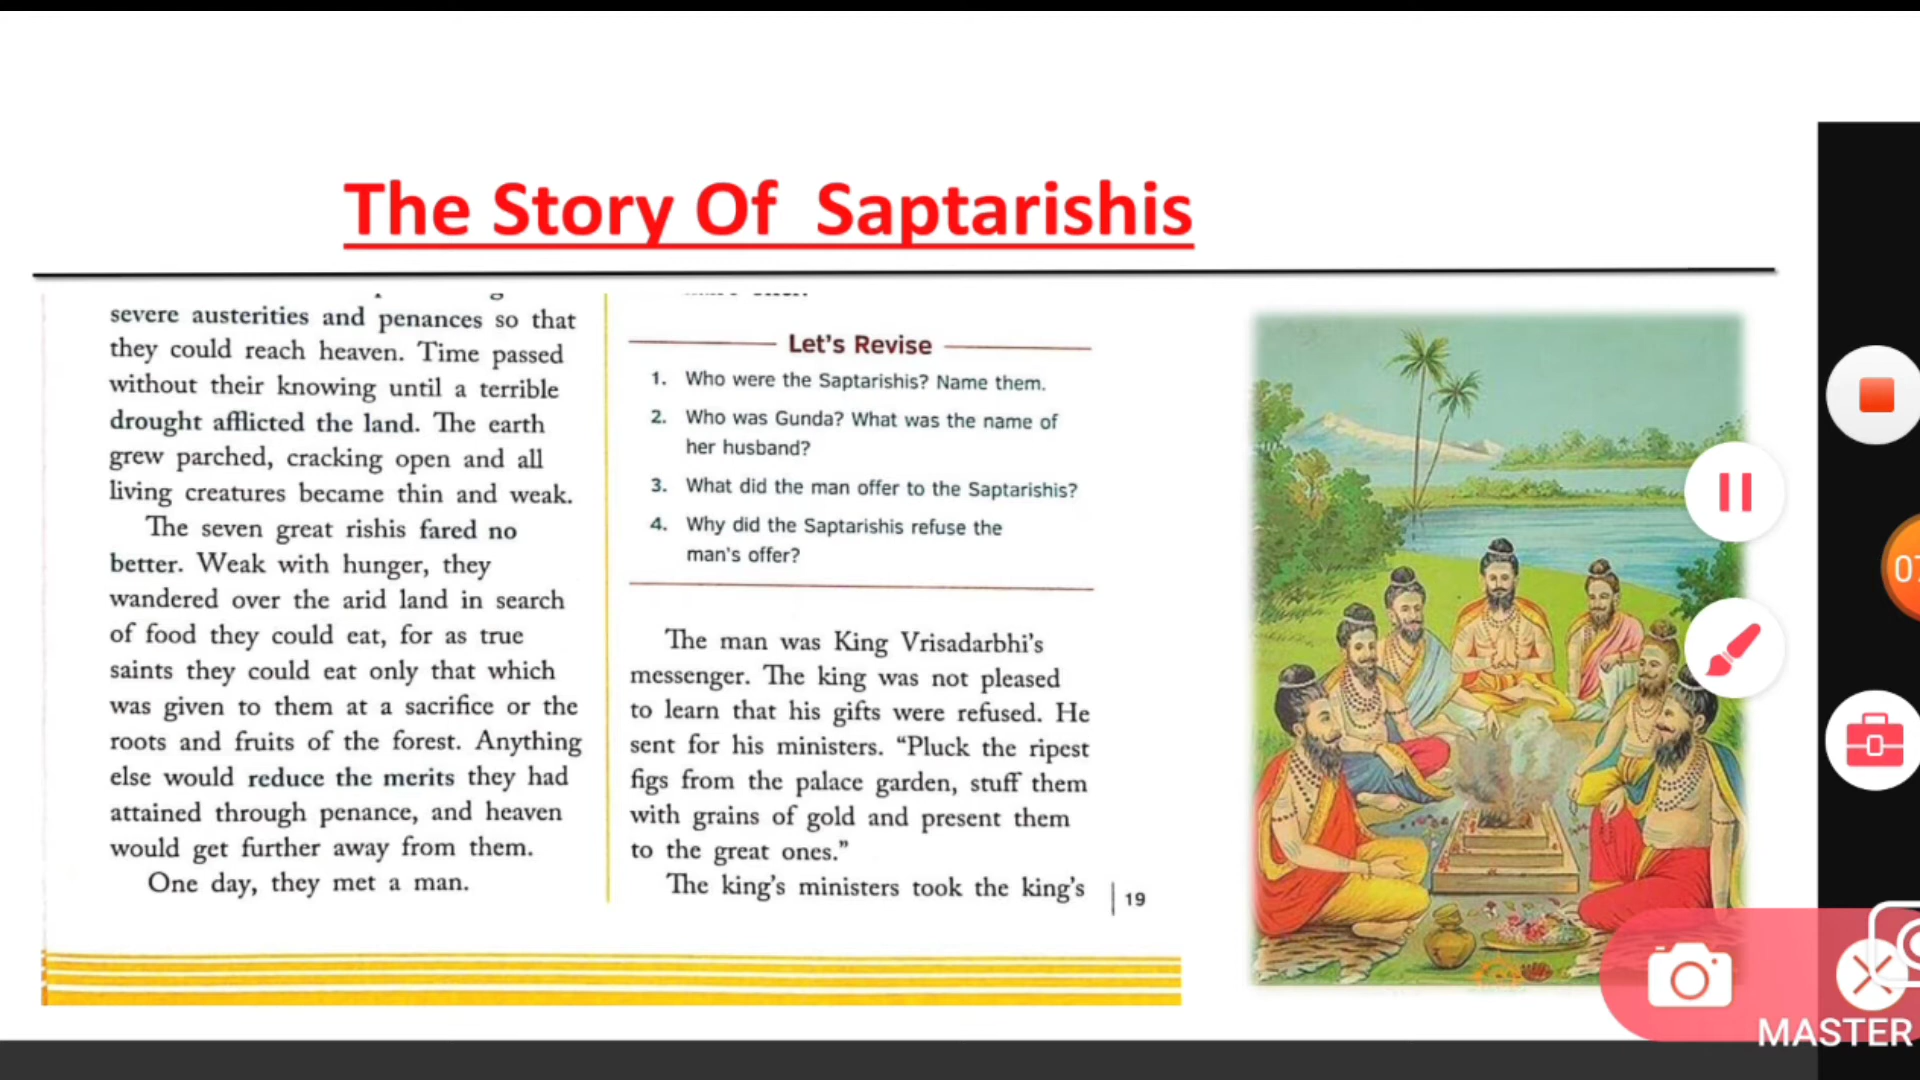 The Story Of Saptarishis
severe austerities and penances so that
they could reach heaven. Time passed
without their knowing until a terrible
drought afflicted the land. The earth
grew parched, cracking open and all
living creatures became thin and weak.
The seven great rishis fared no
better. Weak with hunger, they
wandered over the arid land in search
of food they could eat, for as true
saints they could eat only that which
was given to them at a sacrifice or the
roots and fruits of the forest. Anything
else would reduce the merits they had
attained through penance, and heaven
would get further away from them.
One day, they met a man.
Let's Revise
1. Who were the Saptarishis? Name them.
2. Who was Gunda? What was the name of
her husband?
3. What did the man offer to the Saptarishis?
4. Why did the Saptarishis refuse the
man's offer?
The man was King Vrisadarbhi's
messenger. The king was not pleased
to learn that his gifts were refused. He
sent for his ministers. “Pluck the ripest
figs from the palace garden, stuff them
with grains of gold and present them
to the great ones.”
The king's ministers took the king's
19
MASTER